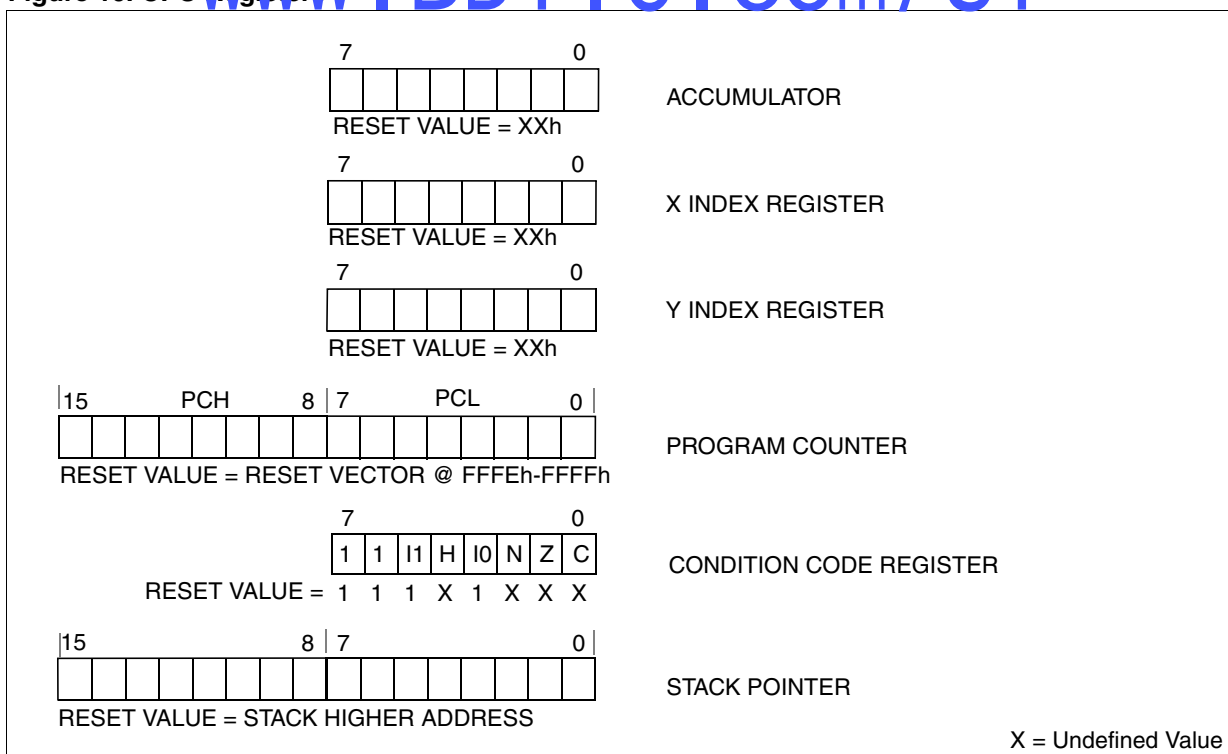 7 0
ACCUMULATOR
RESET VALUE = XXh
7 0
X INDEX REGISTER
RESET VALUE = XXh
7 0
Y INDEX REGISTER
RESET VALUE = XXh
15 PCH 8 7 PCL 0
PROGRAM COUNTER
RESET VALUE = RESET VECTOR @ FFFEh-FFFFh
7 0
1 1 I1 H I0 N Z C
CONDITION CODE REGISTER
RESET VALUE = 1 1 1 X 1 X X X
15 8 7 0
STACK POINTER
RESET VALUE = STACK HIGHER ADDRESS
X = Undefined Value